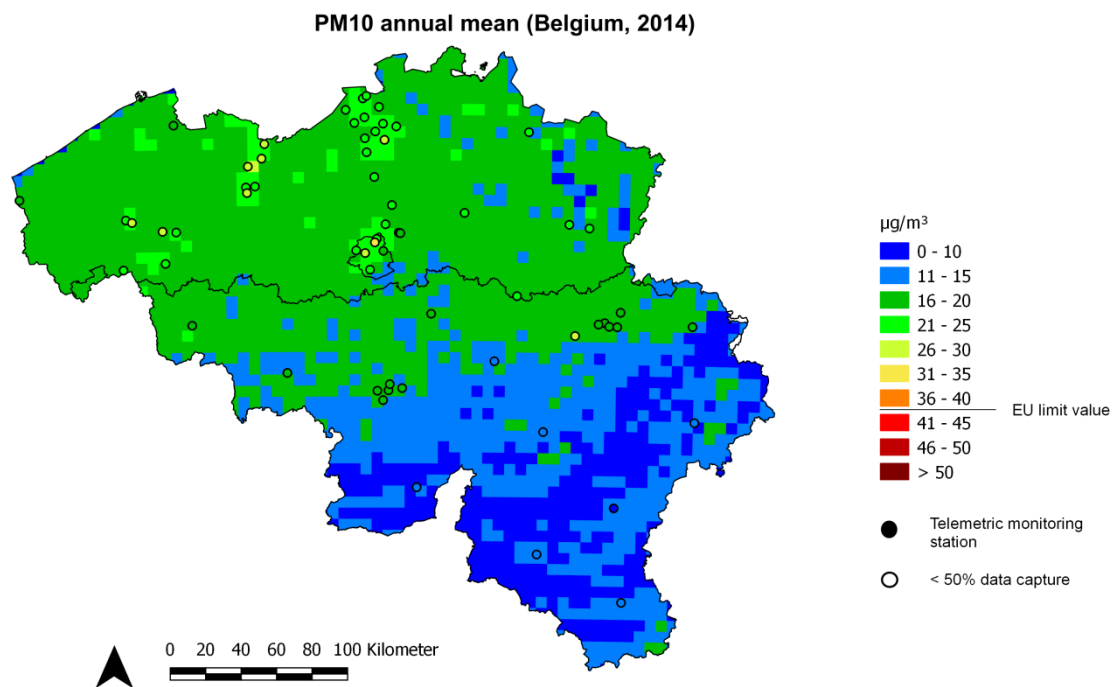 PM10 annual mean (Belgium, 2014)
µg/m³
0 - 10
11 - 15
16 - 20
21 - 25
26 - 30
31 - 35
36 - 40
EU limit value
41 - 45
46 - 50
> 50
Telemetric monitoring
station
< 50% data capture
0 20 40 60 80 100 Kilometer